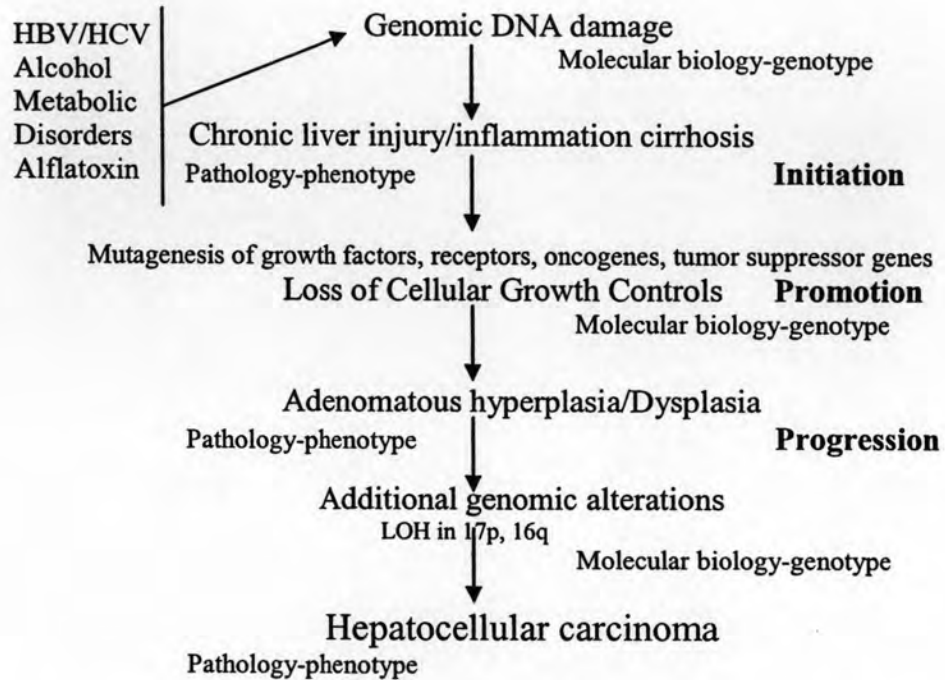 HBV/HCV
Alcohol
Metabolic
Disorders
Alflatoxin
Genomic DNA damage
Molecular biology-genotype
Chronic liver injury/inflammation cirrhosis
Pathology-phenotype
Initiation
Mutagenesis of growth factors, receptors, oncogenes, tumor suppressor genes
Loss of Cellular Growth Controls Promotion
Molecular biology-genotype
Adenomatous hyperplasia/Dysplasia
Pathology-phenotype
Progression
Additional genomic alterations
LOH in 17p, 16q
Molecular biology-genotype
Hepatocellular carcinoma
Pathology-phenotype